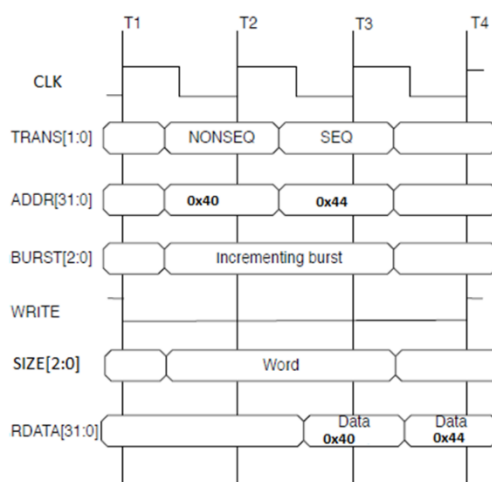 T1 T2 T3 T4
CLK
TRANS[1:0] NONSEQ SEQ
ADDR[31:0] 0x40 0x44
BURST[2:0] Incrementing burst
WRITE
SIZE[2:0] Word
RDATA[31:0] Data 0x40 Data 0x44